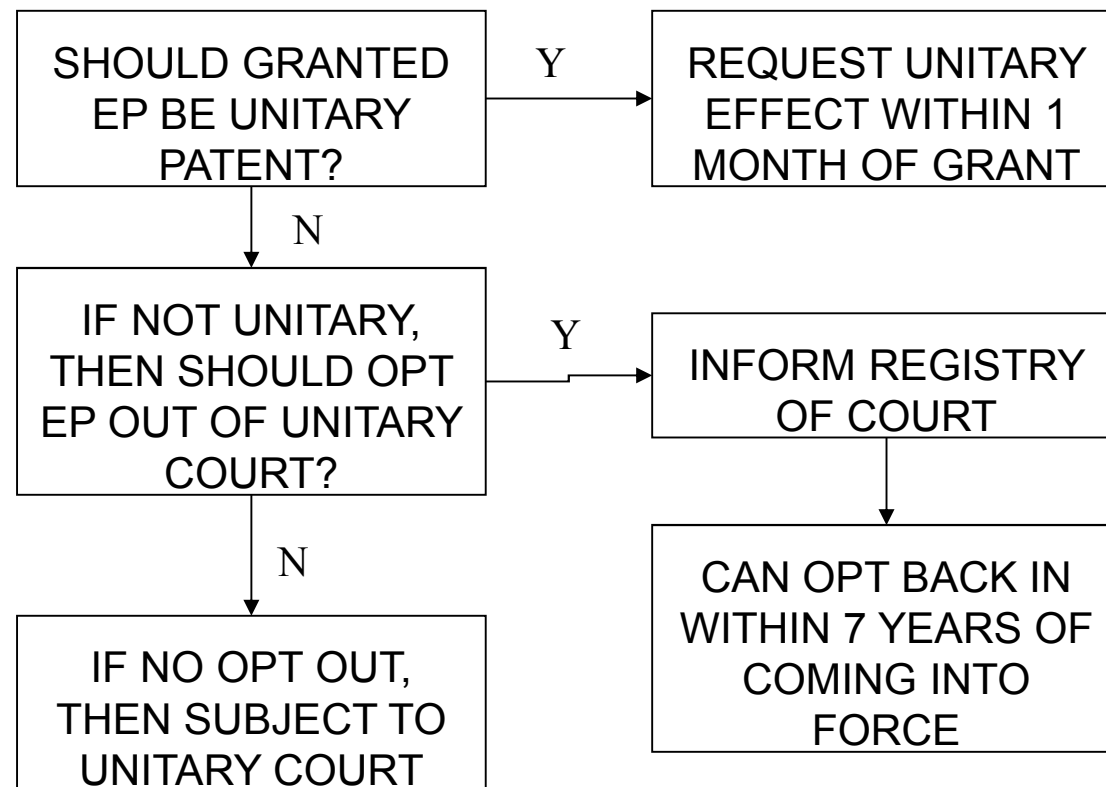 SHOULD GRANTED
EP BE UNITARY
PATENT?
Y
REQUEST UNITARY
EFFECT WITHIN 1
MONTH OF GRANT
N
IF NOT UNITARY,
THEN SHOULD OPT
EP OUT OF UNITARY
COURT?
Y
INFORM REGISTRY
OF COURT
N
CAN OPT BACK IN
WITHIN 7 YEARS OF
COMING INTO
FORCE
IF NO OPT OUT,
THEN SUBJECT TO
UNITARY COURT